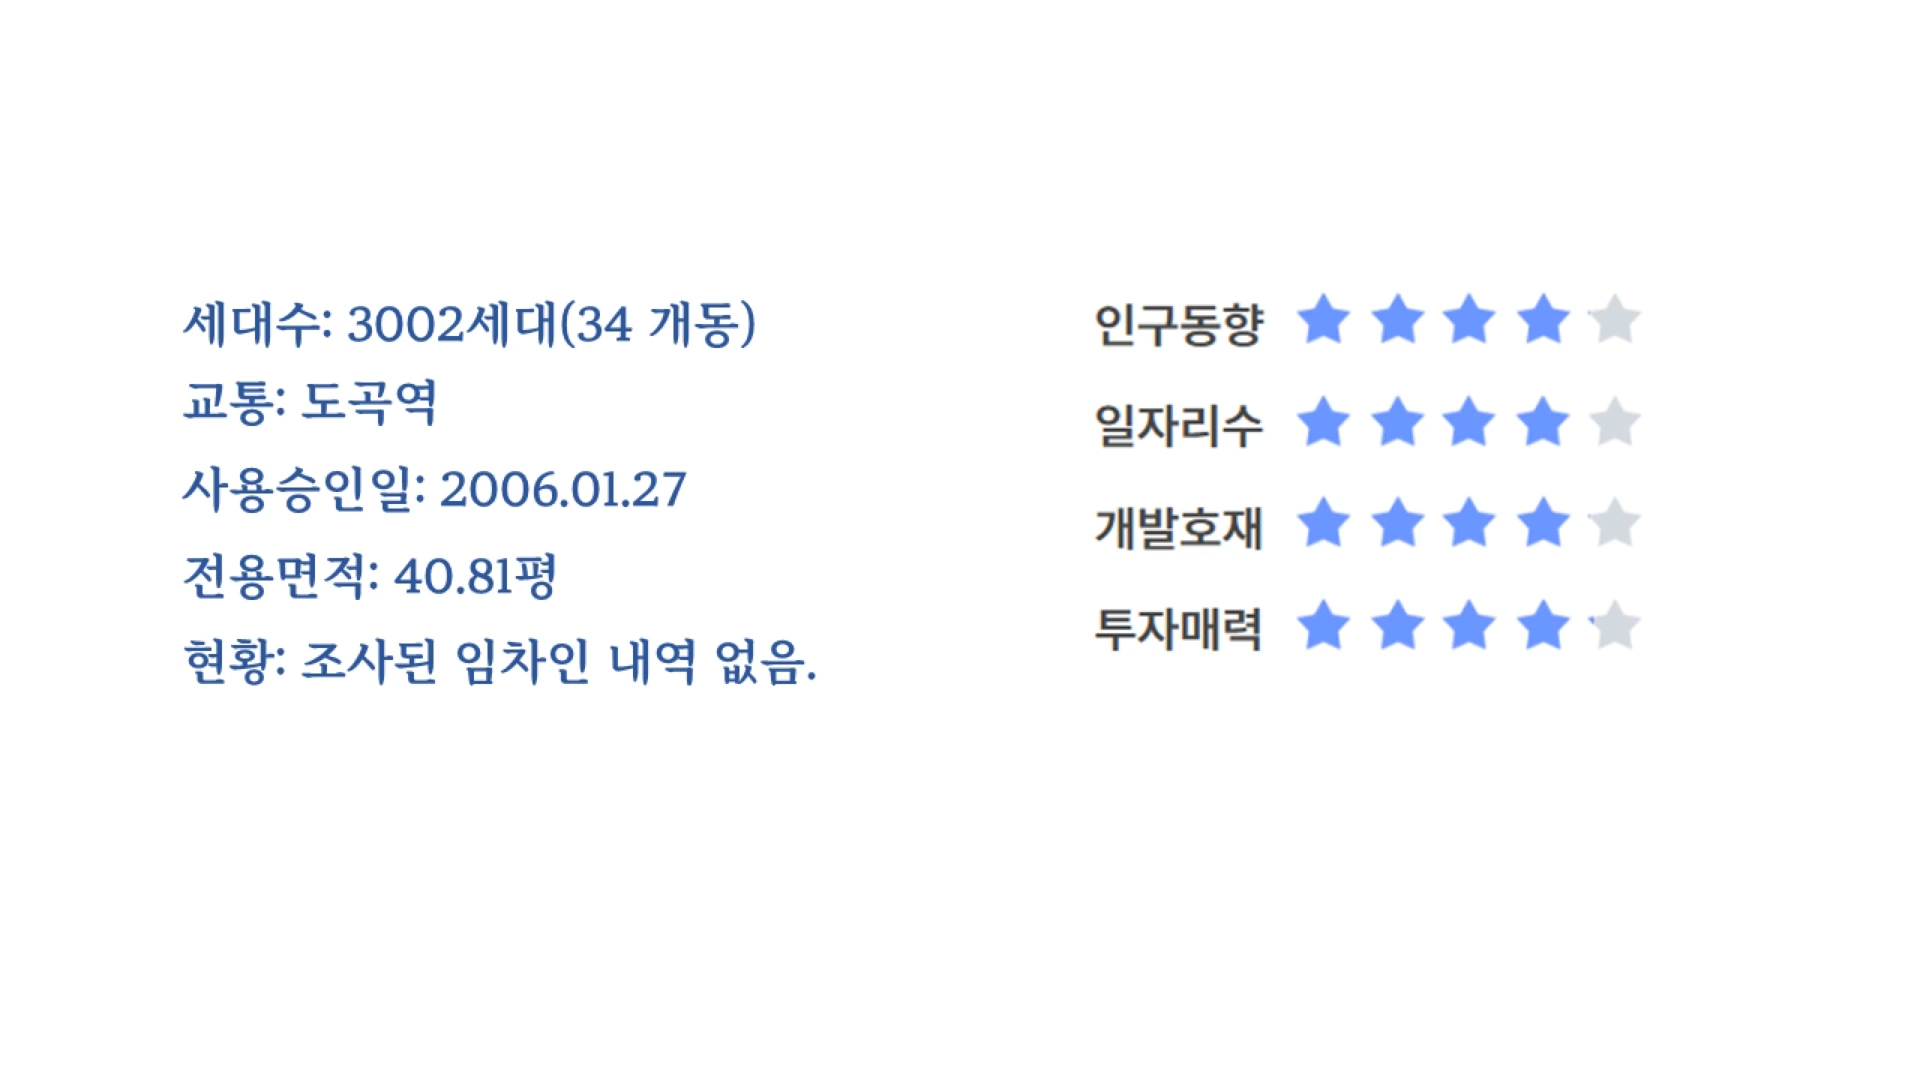 세대수: 3002세대(34 개동)
교통: 도곡역
사용승인일: 2006.01.27
전용면적: 40.81평
현황: 조사된 임차인 내역 없음.
인구동향
일자리수
개발호재
투자매력